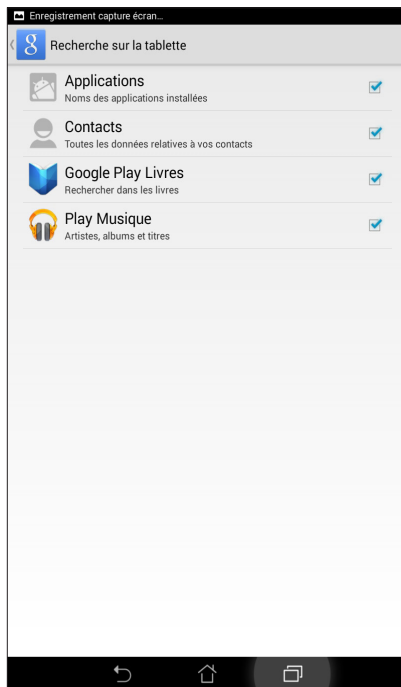 Enregistrement capture écran...
Recherche sur la tablette
Applications
Noms des applications installées
Contacts
Toutes les données relatives à vos contacts
Google Play Livres
Rechercher dans les livres
Play Musique
Artistes, albums et titres